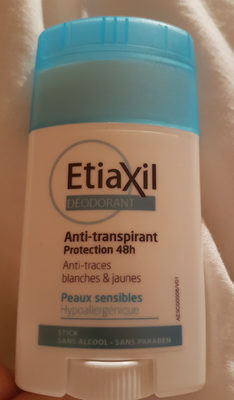 Etiaxil
DÉODORANT
Anti-transpirant
Protection 48h
Anti-traces
blanches & jaunes
Peaux sensibles
Hypoallergénique
STICK
SANS ALCOOL - SANS PARABEN